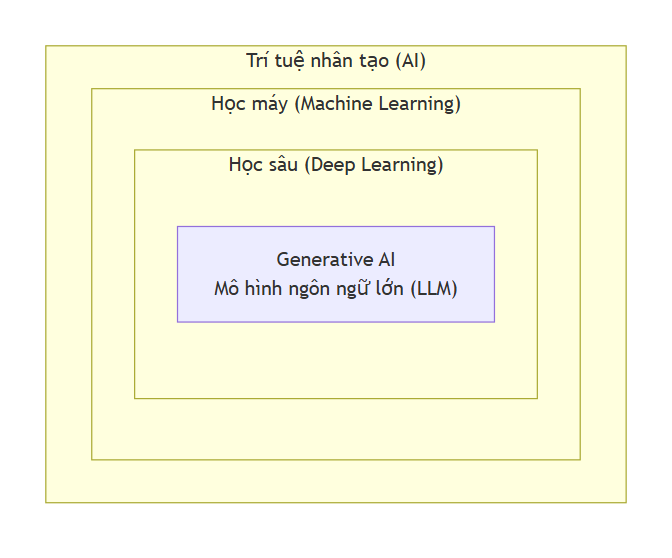 Trí tuệ nhân tạo (AI)
Học máy (Machine Learning)
Học sâu (Deep Learning)
Generative AI
Mô hình ngôn ngữ lớn (LLM)